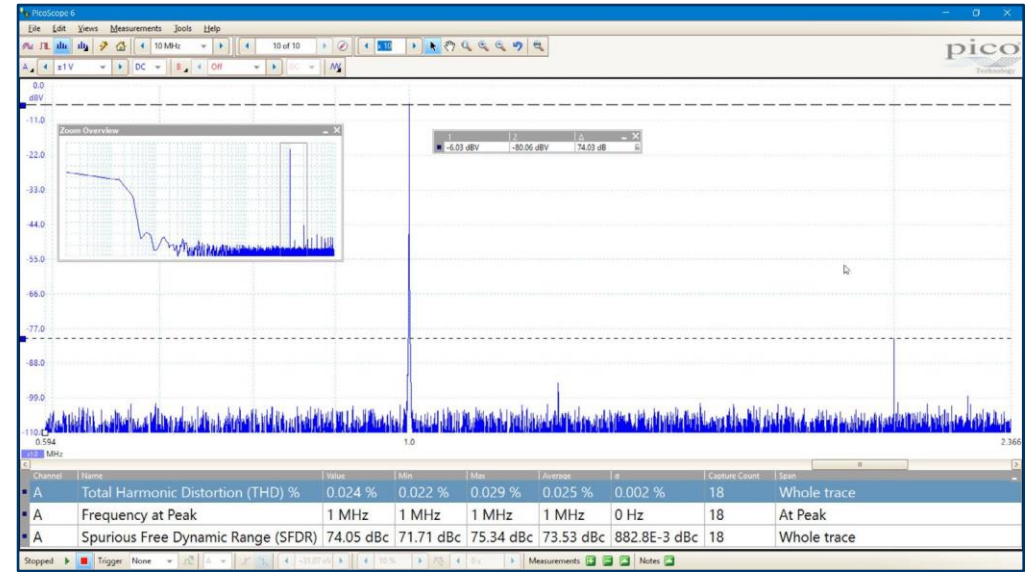 PicoScope 6
File Edit Views Measurements Tools Help
10 MHz 10 of 10 x 10
pico
Technology
A ±1 V DC B Off DC
0.0
dBV
-11.0
-22.0
-33.0
-44.0
-55.0
-66.0
-77.0
-88.0
-99.0
-110.0
Zoom Overview
1 2 Δ
-6.03 dBV -80.06 dBV 74.03 dB
0.594 1.0 2.366
x1.0 MHz
Channel Name Value Min Max Average σ Capture Count Span
A Total Harmonic Distortion (THD) % 0.024 % 0.022 % 0.029 % 0.025 % 0.002 % 18 Whole trace
A Frequency at Peak 1 MHz 1 MHz 1 MHz 1 MHz 0 Hz 18 At Peak
A Spurious Free Dynamic Range (SFDR) 74.05 dBc 71.71 dBc 75.34 dBc 73.53 dBc 882.8E-3 dBc 18 Whole trace
Stopped Trigger None A 50 % 0 s Measurements Notes